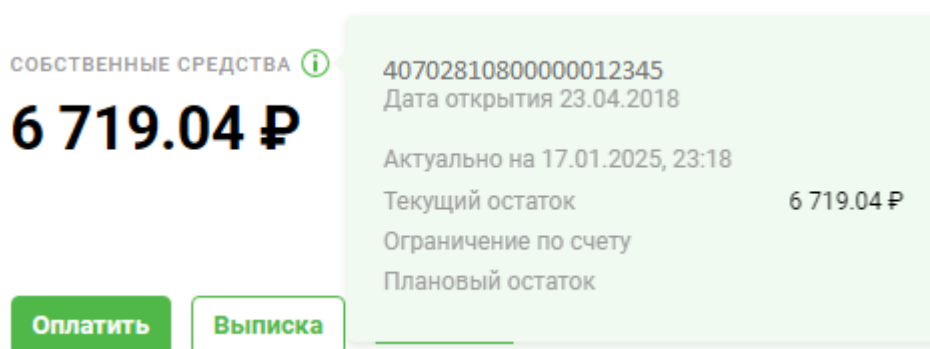 СОБСТВЕННЫЕ СРЕДСТВА
6 719.04 ₽
40702810800000012345
Дата открытия 23.04.2018
Актуально на 17.01.2025, 23:18
Текущий остаток 6 719.04 ₽
Ограничение по счету
Плановый остаток
Оплатить Выписка